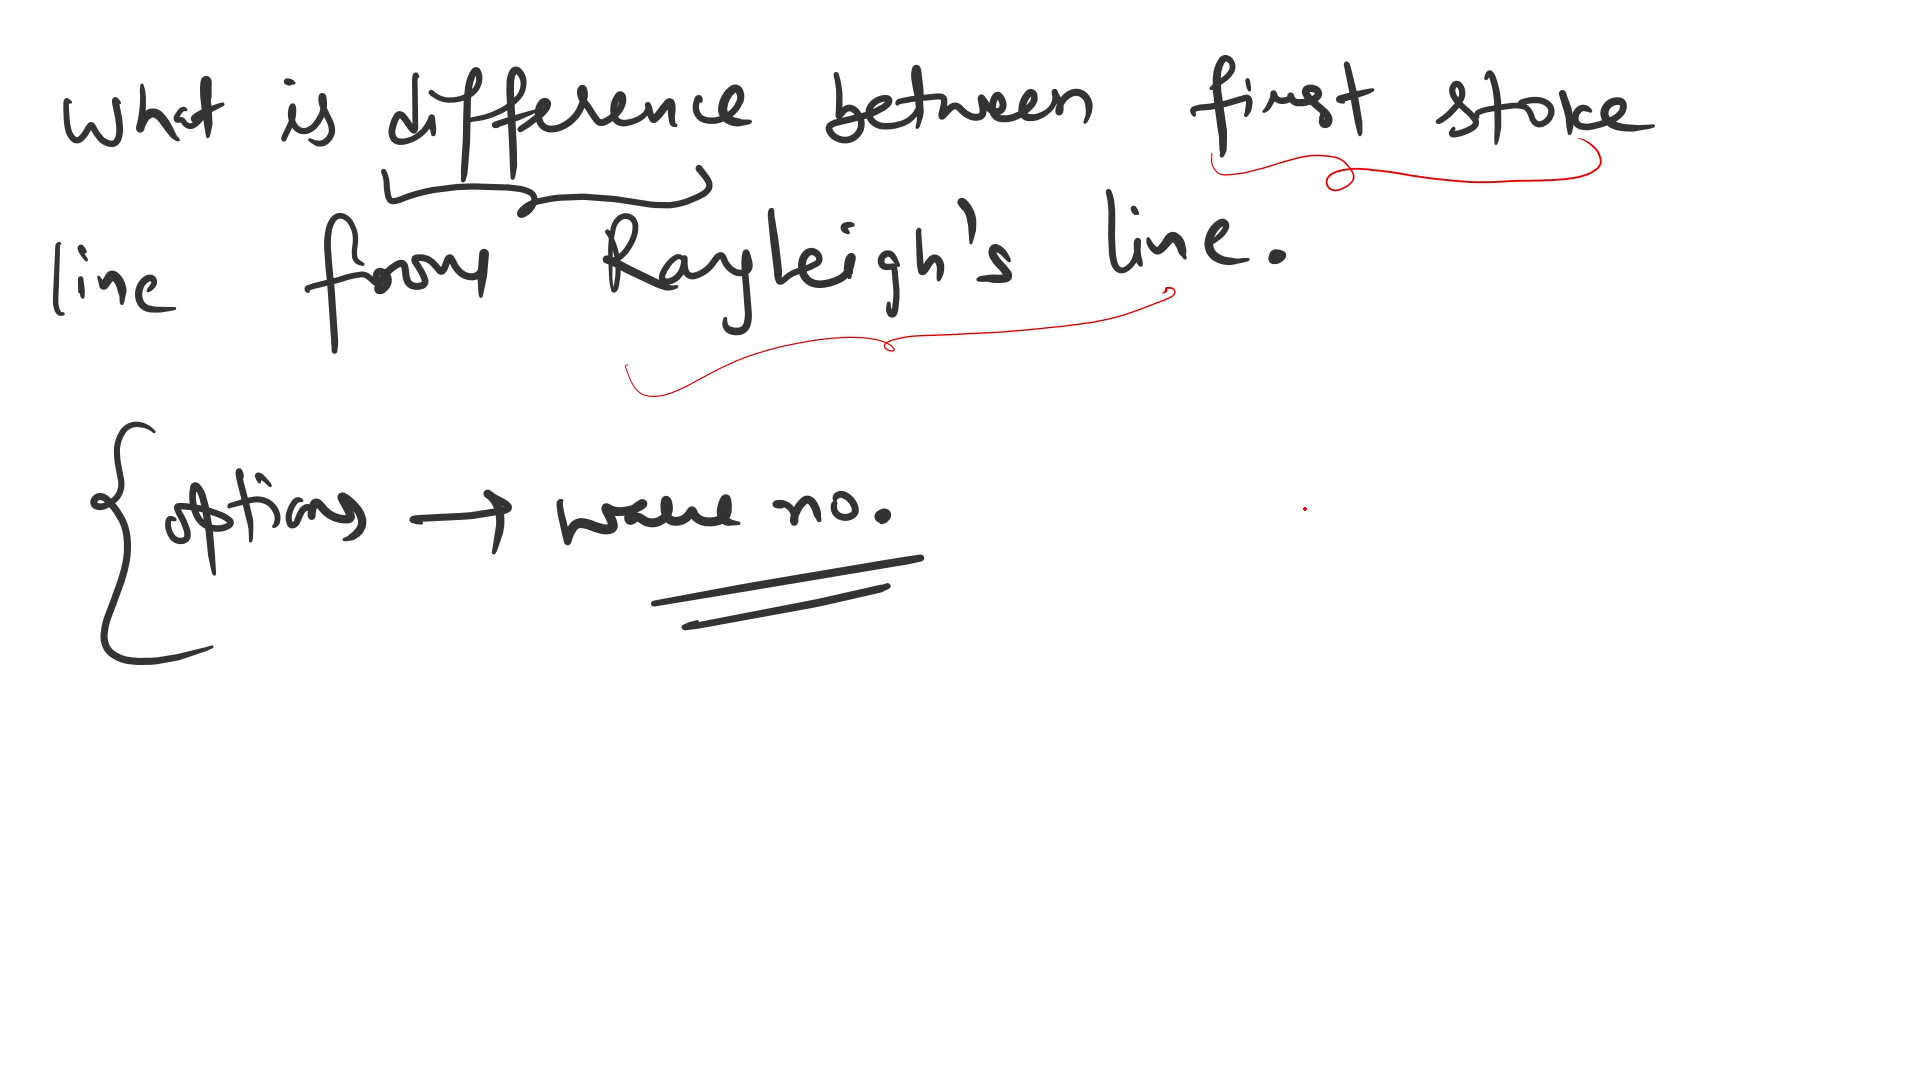 What is difference between first stoke
line from Rayleigh's line.
options → wave no.